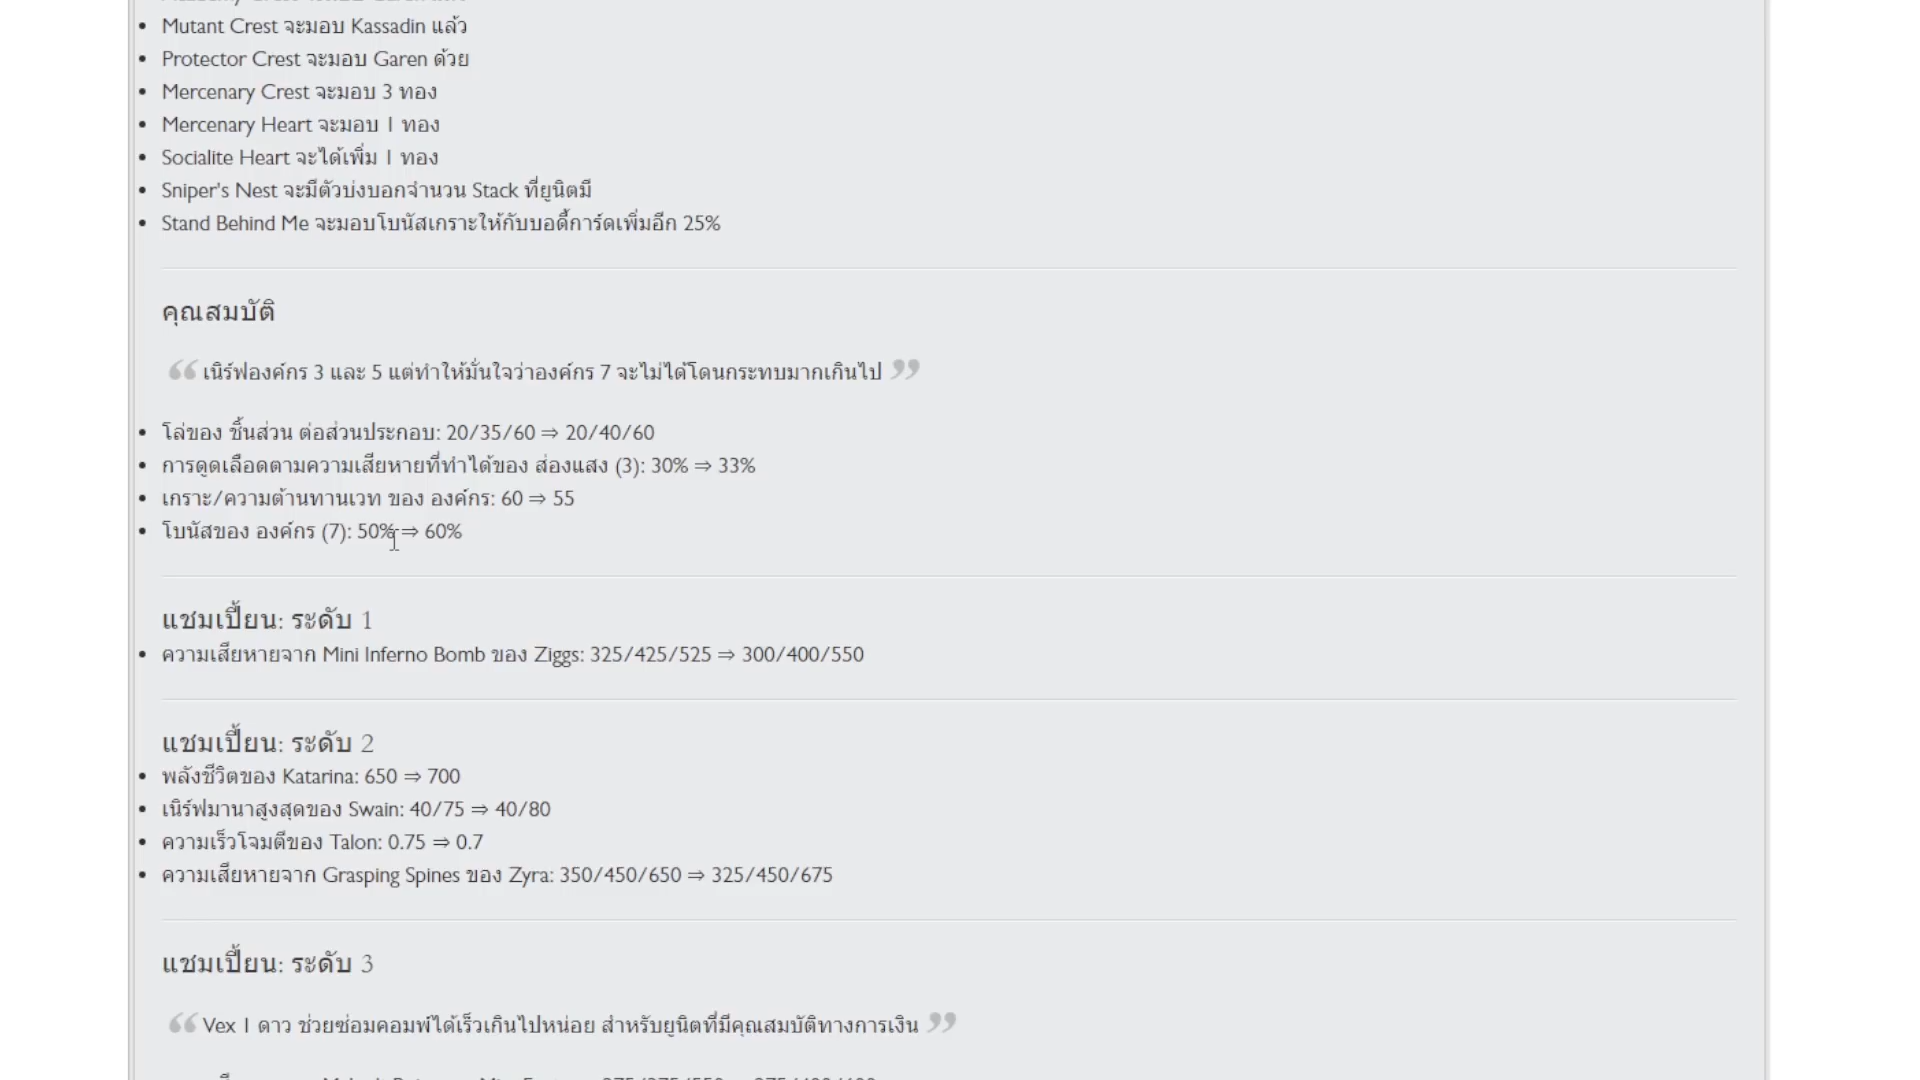 Mutant Crest จะมอบ Kassadin แล้ว
Protector Crest จะมอบ Garen ด้วย
Mercenary Crest จะมอบ 3 ทอง
Mercenary Heart จะมอบ 1 ทอง
Socialite Heart จะได้เพิ่ม 1 ทอง
Sniper's Nest จะมีตัวบ่งบอกจำนวน Stack ที่ยูนิตมี
Stand Behind Me จะมอบโบนัสเกราะให้กับบอดี้การ์ดเพิ่มอีก 25%
คุณสมบัติ
“ เนิร์ฟองค์กร 3 และ 5 แต่ทำให้มั่นใจว่าองค์กร 7 จะไม่ได้โดนกระทบมากเกินไป ”
โล่ของ ชิ้นส่วน ต่อส่วนประกอบ: 20/35/60 ⇒ 20/40/60
การดูดเลือดตามความเสียหายที่ทำได้ของ ส่องแสง (3): 30% ⇒ 33%
เกราะ/ความต้านทานเวท ของ องค์กร: 60 ⇒ 55
โบนัสของ องค์กร (7): 50% ⇒ 60%
แชมเปี้ยน: ระดับ 1
ความเสียหายจาก Mini Inferno Bomb ของ Ziggs: 325/425/525 ⇒ 300/400/550
แชมเปี้ยน: ระดับ 2
พลังชีวิตของ Katarina: 650 ⇒ 700
เนิร์ฟมานาสูงสุดของ Swain: 40/75 ⇒ 40/80
ความเร็วโจมตีของ Talon: 0.75 ⇒ 0.7
ความเสียหายจาก Grasping Spines ของ Zyra: 350/450/650 ⇒ 325/450/675
แชมเปี้ยน: ระดับ 3
“ Vex 1 ดาว ช่วยซ่อมคอมพ์ได้เร็วเกินไปหน่อย สำหรับยูนิตที่มีคุณสมบัติทางการเงิน ”